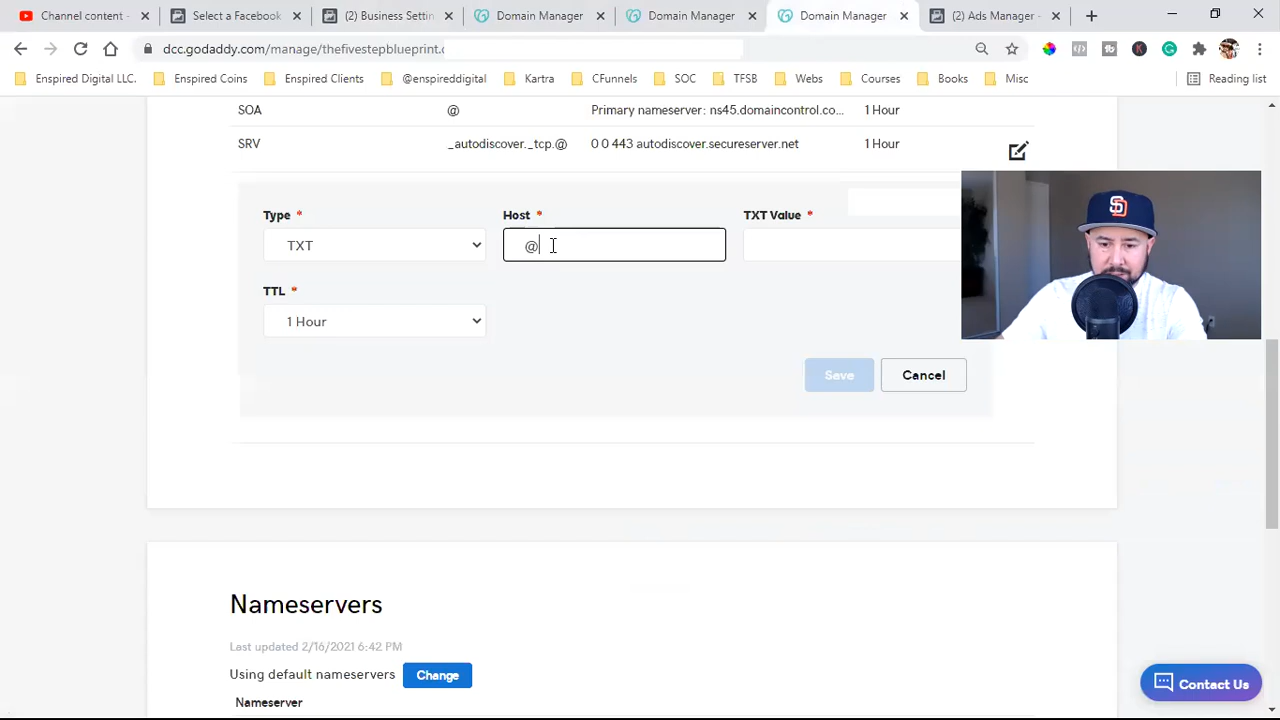 Channel content -
Select a Facebook
(2) Business Settin
Domain Manager
Domain Manager
Domain Manager
(2) Ads Manager -
dcc.godaddy.com/manage/thefivestepblueprint.c
Enspired Digital LLC.
Enspired Coins
Enspired Clients
@enspireddigital
Kartra
CFunnels
SOC
TFSB
Webs
Courses
Books
Misc
Reading list
SOA @ Primary nameserver: ns45.domaincontrol.co... 1 Hour
SRV _autodiscover._tcp.@ 0 0 443 autodiscover.secureserver.net 1 Hour
Type * Host * TXT Value *
TXT @
TTL *
1 Hour
Save Cancel
Nameservers
Last updated 2/16/2021 6:42 PM
Using default nameservers Change
Nameserver
Contact Us